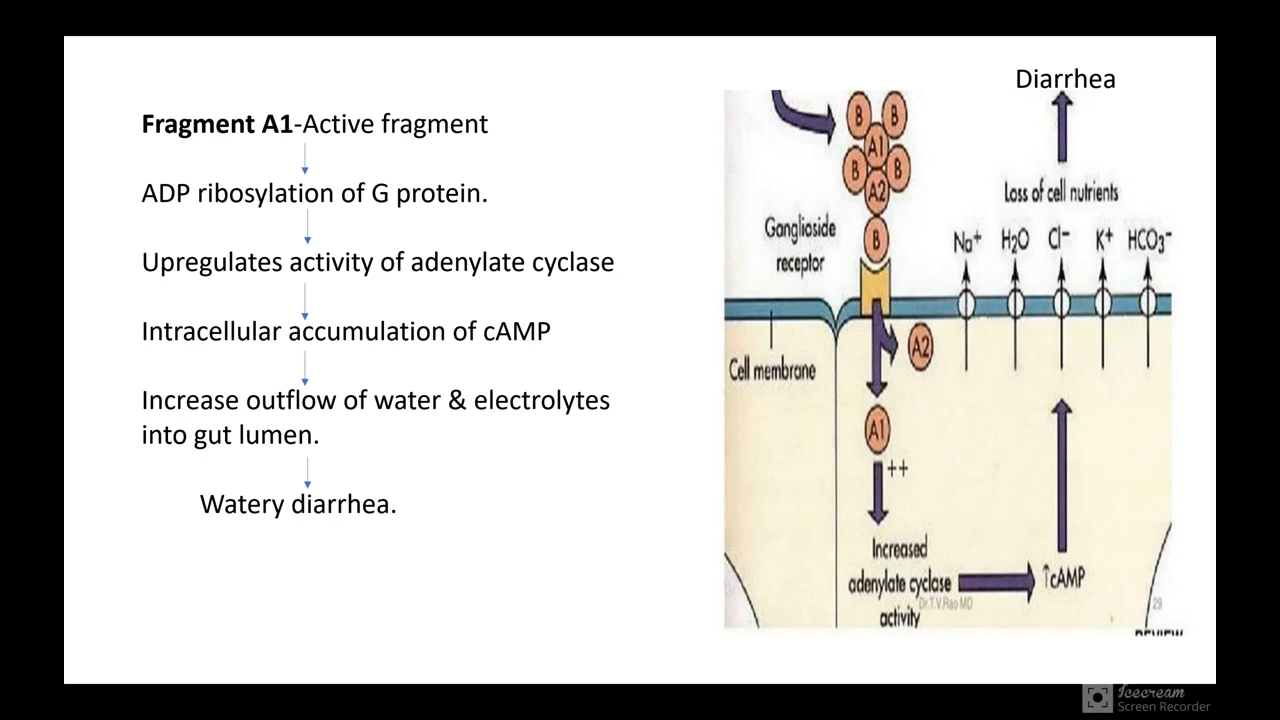 Fragment A1-Active fragment
ADP ribosylation of G protein.
Upregulates activity of adenylate cyclase
Intracellular accumulation of cAMP
Increase outflow of water & electrolytes
into gut lumen.
Watery diarrhea.
Diarrhea
B B
A1
B B
A2
Loss of cell nutrients
Ganglioside
receptor
B
Na+ H2O Cl- K+ HCO3-
A2
Cell membrane
A1
++
Increased
adenylate cyclase
activity
↑cAMP
Dr.T.V.Rao MD
29
Icecream
Screen Recorder